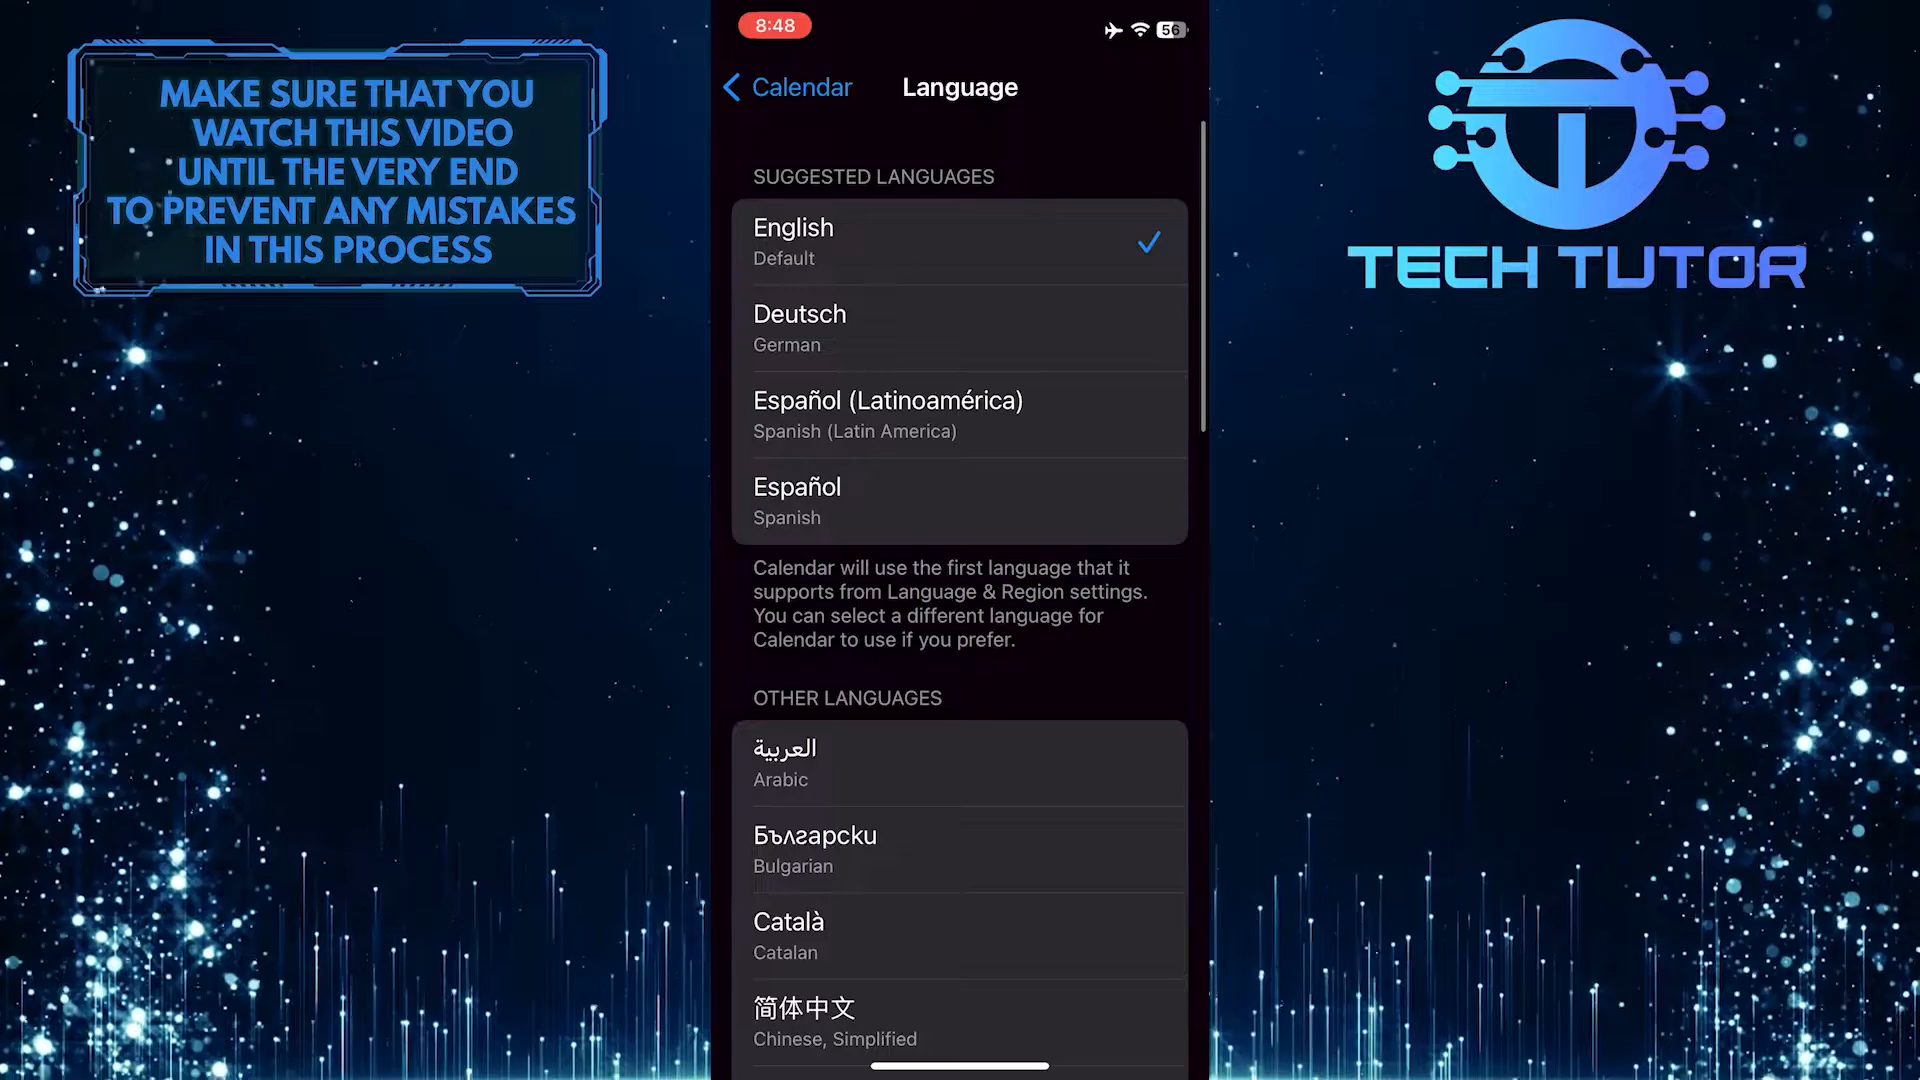 MAKE SURE THAT YOU
WATCH THIS VIDEO
UNTIL THE VERY END
TO PREVENT ANY MISTAKES
IN THIS PROCESS
8:48
56
Calendar
Language
SUGGESTED LANGUAGES
English
Default
Deutsch
German
Español (Latinoamérica)
Spanish (Latin America)
Español
Spanish
Calendar will use the first language that it
supports from Language & Region settings.
You can select a different language for
Calendar to use if you prefer.
OTHER LANGUAGES
العربية
Arabic
Български
Bulgarian
Català
Catalan
简体中文
Chinese, Simplified
TECH TUTOR